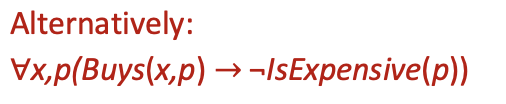 Alternatively:
∀x,p(Buys(x,p) → ¬IsExpensive(p))